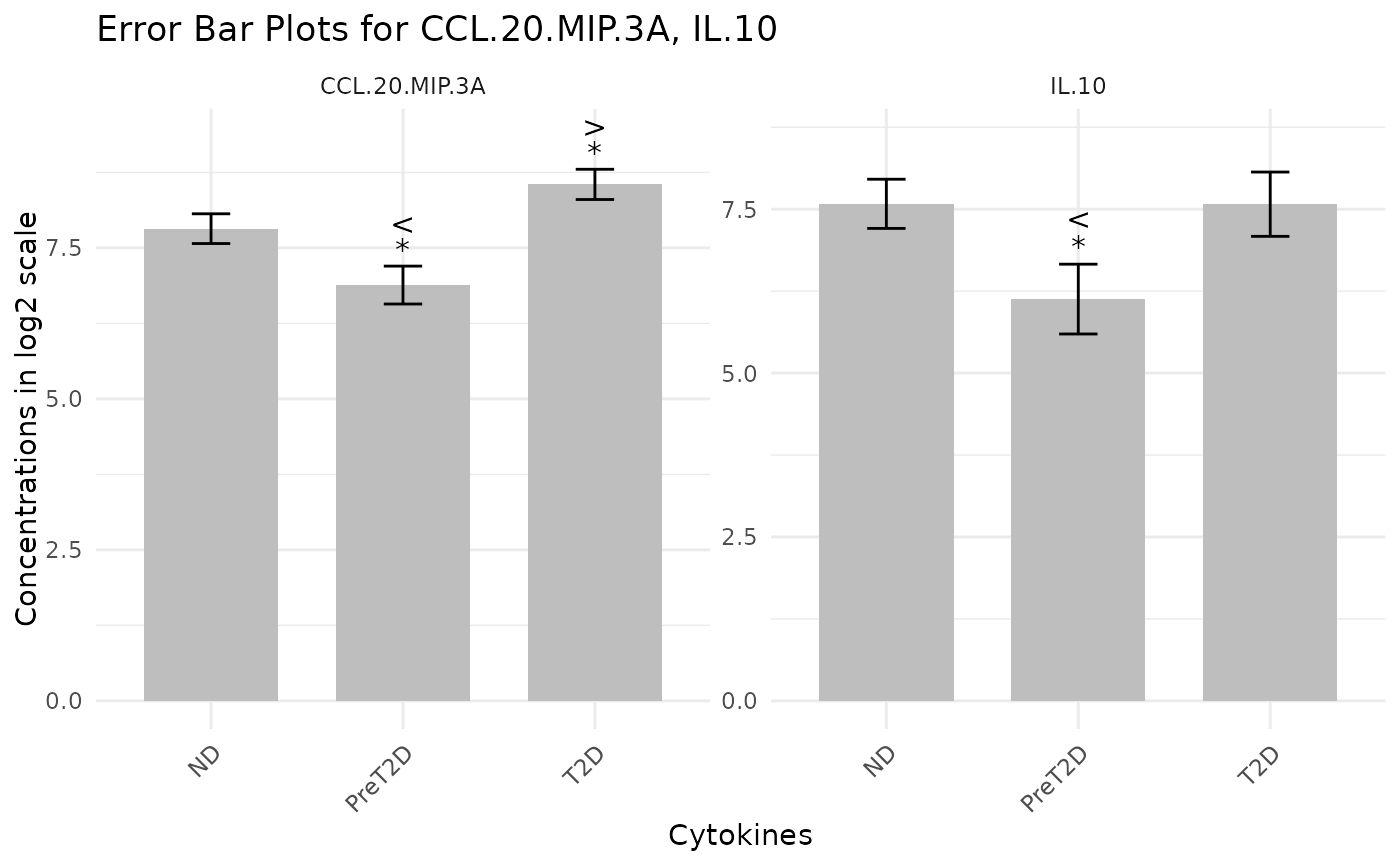 Error Bar Plots for CCL.20.MIP.3A, IL.10
CCL.20.MIP.3A
IL.10
Concentrations in log2 scale
7.5
5.0
2.5
0.0
<
*
>
*
7.5
5.0
2.5
0.0
<
*
ND
PreT2D
T2D
ND
PreT2D
T2D
Cytokines